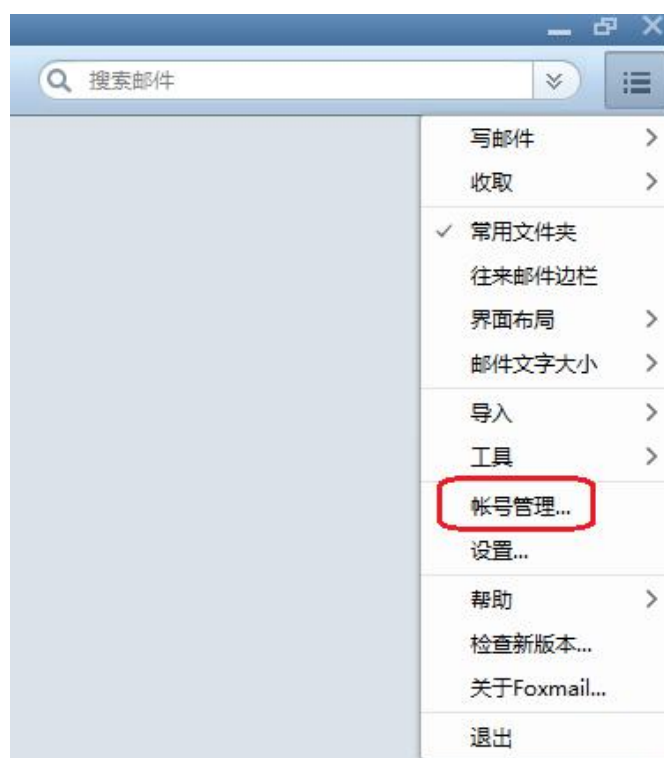 搜索邮件
写邮件
收取
常用文件夹
往来邮件边栏
界面布局
邮件文字大小
导入
工具
帐号管理...
设置...
帮助
检查新版本...
关于Foxmail...
退出